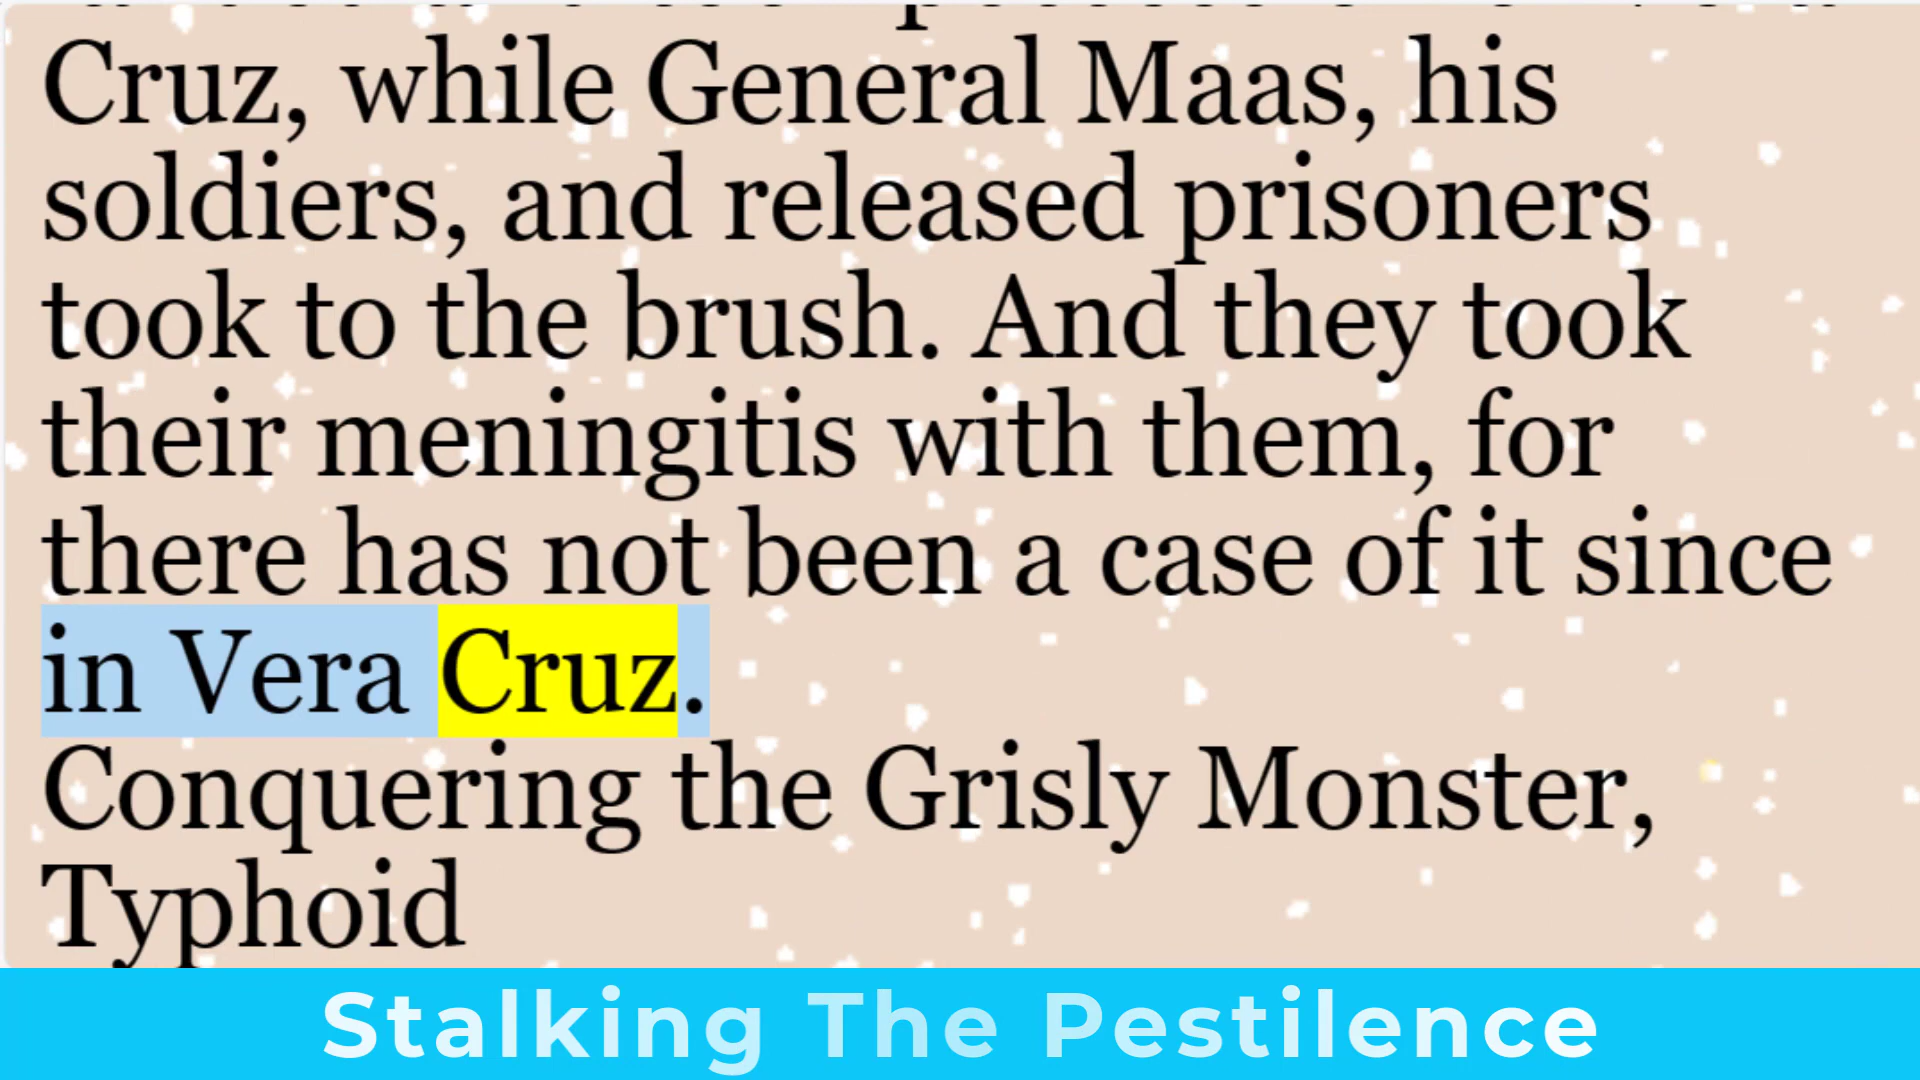 Cruz, while General Maas, his
soldiers, and released prisoners
took to the brush. And they took
their meningitis with them, for
there has not been a case of it since
in Vera Cruz.
Conquering the Grisly Monster,
Typhoid
Stalking The Pestilence